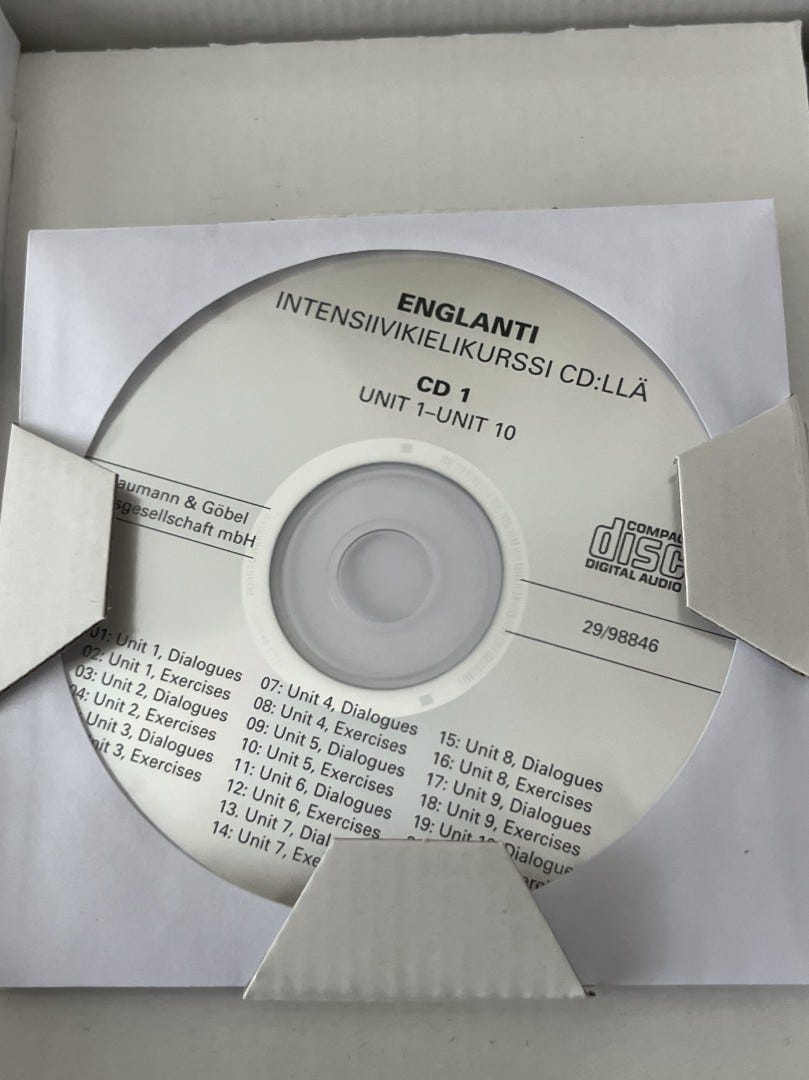 ENGLANTI
INTENSIIVIKIELIKURSSI CD:LLÄ
CD 1
UNIT 1–UNIT 10
& Göbel
mbH
COMPAC
disc
DIGITAL AUDIO
29/98846
01: Unit 1, Dialogues
02: Unit 1, Exercises
03: Unit 2, Dialogues
04: Unit 2, Exercises
Unit 3, Dialogues
3, Exercises
07: Unit 4, Dialogues
08: Unit 4, Exercises
09: Unit 5, Dialogues
10: Unit 5, Exercises
11: Unit 6, Dialogues
12: Unit 6, Exercises
13. Unit 7,
14: Unit 7,
15: Unit 8, Dialogues
16: Unit 8, Exercises
17: Unit 9, Dialogues
18: Unit 9, Exercises
19: Unit